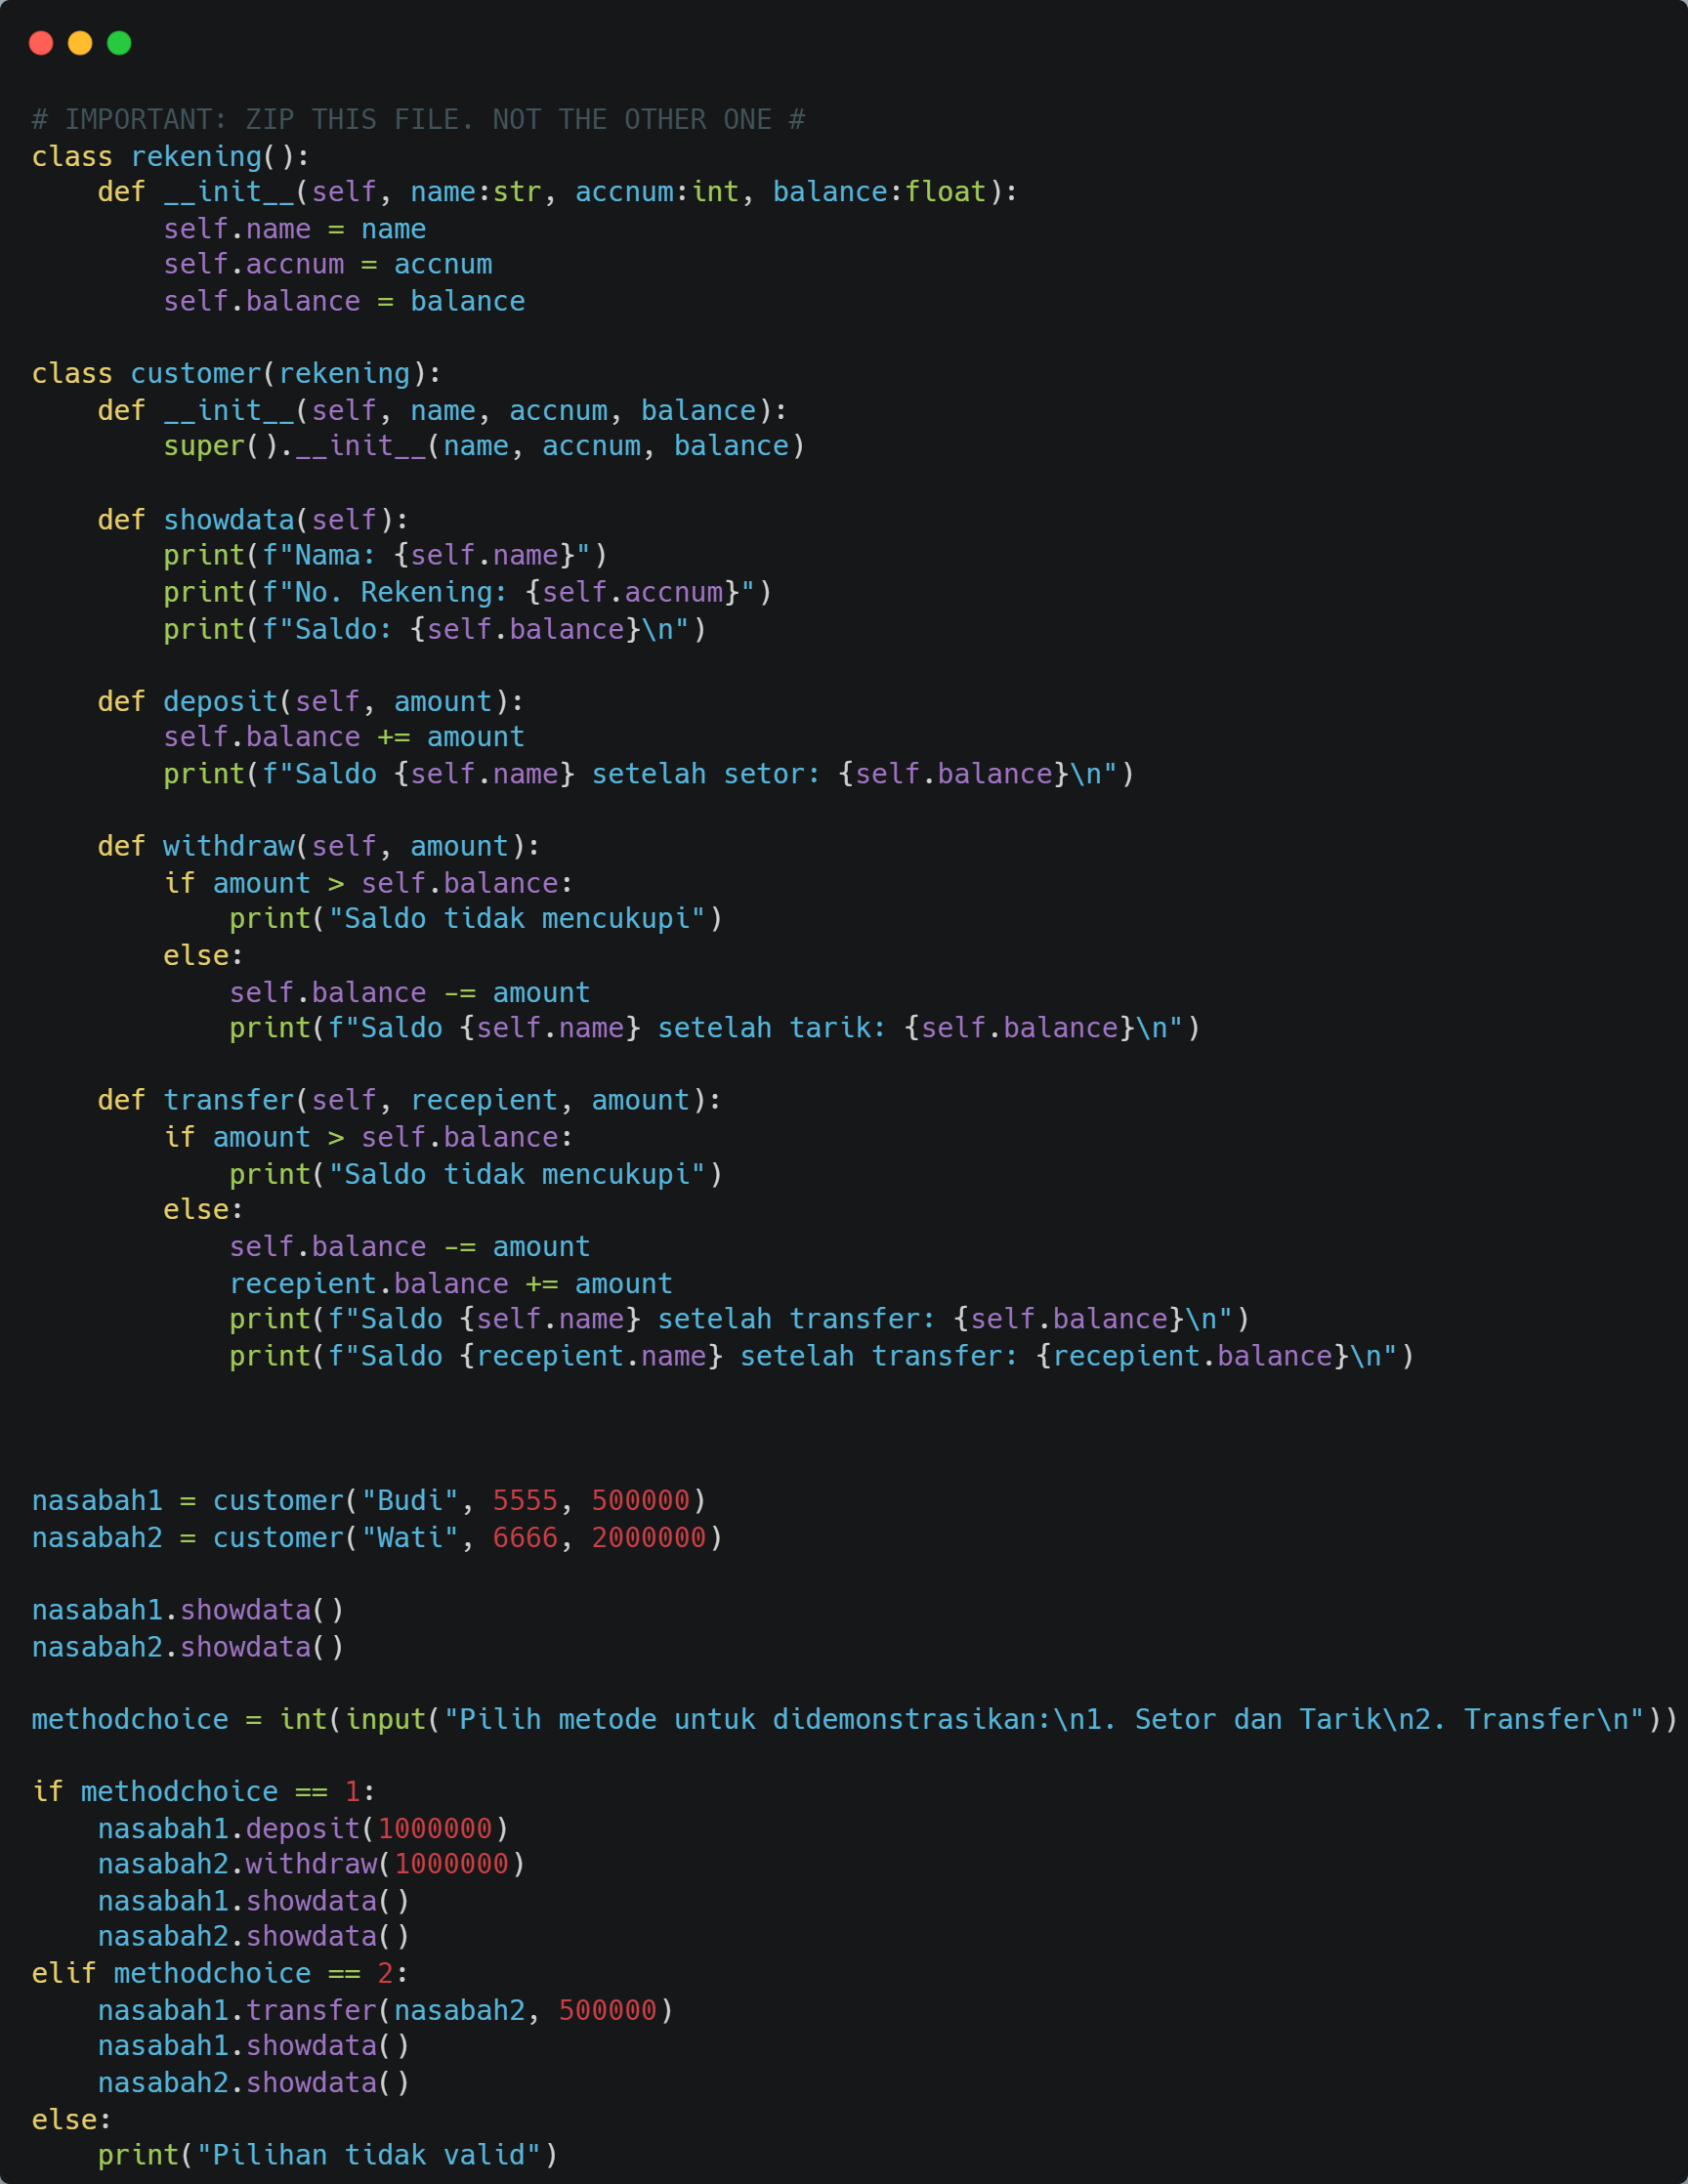 # IMPORTANT: ZIP THIS FILE. NOT THE OTHER ONE #
class rekening():
    def __init__(self, name:str, accnum:int, balance:float):
        self.name = name
        self.accnum = accnum
        self.balance = balance

class customer(rekening):
    def __init__(self, name, accnum, balance):
        super().__init__(name, accnum, balance)

    def showdata(self):
        print(f"Nama: {self.name}")
        print(f"No. Rekening: {self.accnum}")
        print(f"Saldo: {self.balance}\n")

    def deposit(self, amount):
        self.balance += amount
        print(f"Saldo {self.name} setelah setor: {self.balance}\n")

    def withdraw(self, amount):
        if amount > self.balance:
            print("Saldo tidak mencukupi")
        else:
            self.balance -= amount
            print(f"Saldo {self.name} setelah tarik: {self.balance}\n")

    def transfer(self, recepient, amount):
        if amount > self.balance:
            print("Saldo tidak mencukupi")
        else:
            self.balance -= amount
            recepient.balance += amount
            print(f"Saldo {self.name} setelah transfer: {self.balance}\n")
            print(f"Saldo {recepient.name} setelah transfer: {recepient.balance}\n")

nasabah1 = customer("Budi", 5555, 500000)
nasabah2 = customer("Wati", 6666, 2000000)

nasabah1.showdata()
nasabah2.showdata()

methodchoice = int(input("Pilih metode untuk didemonstrasikan:\n1. Setor dan Tarik\n2. Transfer\n"))

if methodchoice == 1:
    nasabah1.deposit(1000000)
    nasabah2.withdraw(1000000)
    nasabah1.showdata()
    nasabah2.showdata()
elif methodchoice == 2:
    nasabah1.transfer(nasabah2, 500000)
    nasabah1.showdata()
    nasabah2.showdata()
else:
    print("Pilihan tidak valid")